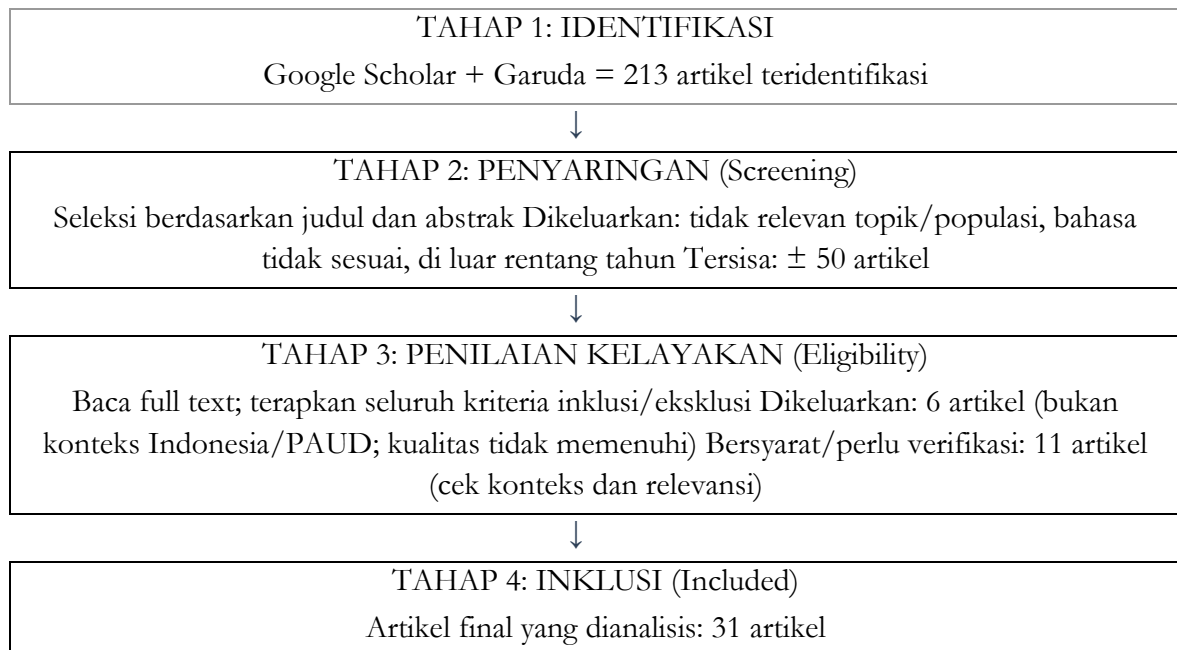 TAHAP 1: IDENTIFIKASI
Google Scholar + Garuda = 213 artikel teridentifikasi
↓
TAHAP 2: PENYARINGAN (Screening)
Seleksi berdasarkan judul dan abstrak Dikeluarkan: tidak relevan topik/populasi, bahasa
tidak sesuai, di luar rentang tahun Tersisa: ± 50 artikel
↓
TAHAP 3: PENILAIAN KELAYAKAN (Eligibility)
Baca full text; terapkan seluruh kriteria inklusi/eksklusi Dikeluarkan: 6 artikel (bukan
konteks Indonesia/PAUD; kualitas tidak memenuhi) Bersyarat/perlu verifikasi: 11 artikel
(cek konteks dan relevansi)
↓
TAHAP 4: INKLUSI (Included)
Artikel final yang dianalisis: 31 artikel